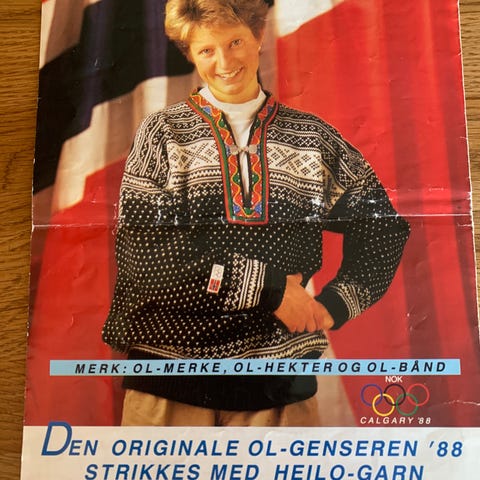 MERK: OL-MERKE, OL-HEKTER OG OL-BÅND
NOK
CALGARY '88
DEN ORIGINALE OL-GENSEREN '88
STRIKKES MED HEILO-GARN